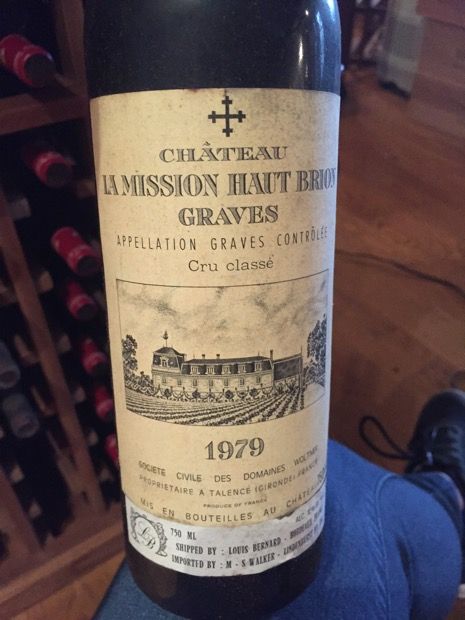 CHÂTEAU
LA MISSION HAUT BRION
GRAVES
APPELLATION GRAVES CONTRÔLÉE
Cru classé
1979
SOCIETE CIVILE DES DOMAINES WOLTNER
PROPRIETAIRE A TALENCE (GIRONDE) FRANCE
PRODUCE OF FRANCE
MIS EN BOUTEILLES AU CHÂTEAU
750 ML
SHIPPED BY : LOUIS BERNARD -
IMPORTED BY : M - S WALKER -